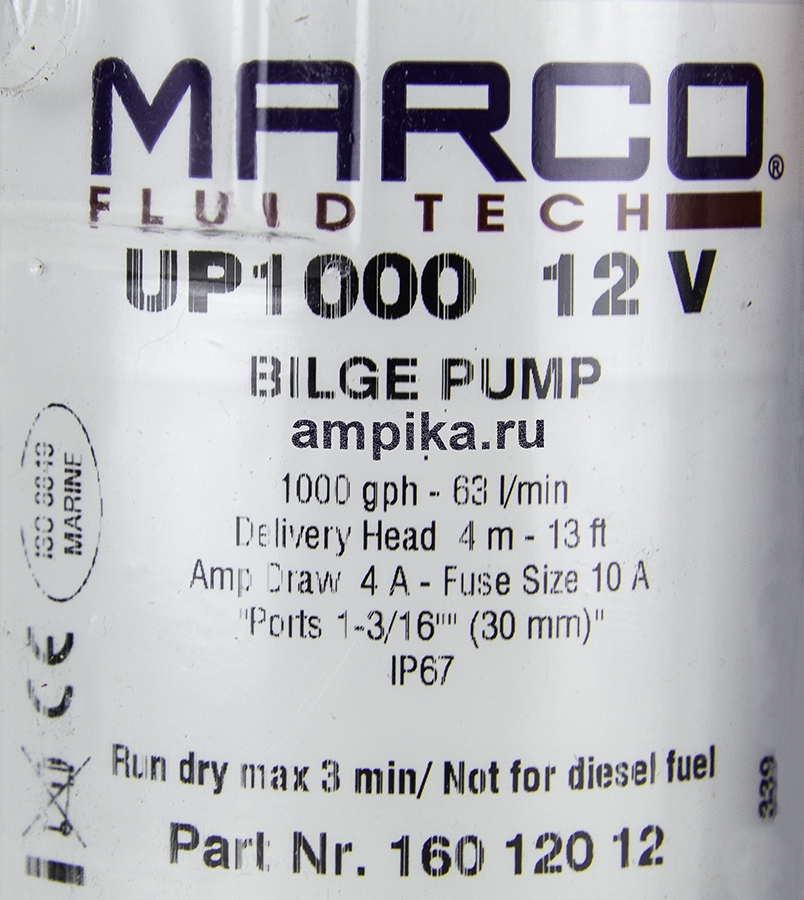 MARCO®
FLUID TECH
UP1000 12 V
BILGE PUMP
ampika.ru
1000 gph - 63 l/min
Delivery Head 4 m - 13 ft
Amp Draw 4 A - Fuse Size 10 A
"Ports 1-3/16"" (30 mm)"
IP67
Run dry max 3 min/ Not for diesel fuel
Part Nr. 160 120 12
ISO 8849
MARINE
CE
339